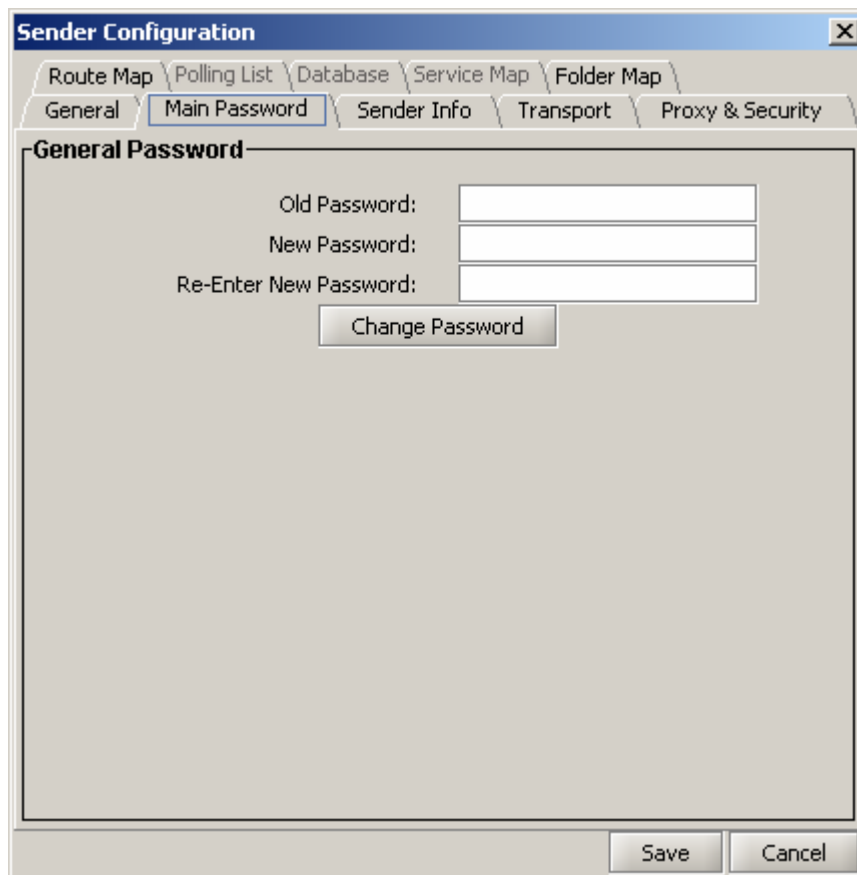 Sender Configuration
Route Map Polling List Database Service Map Folder Map
General Main Password Sender Info Transport Proxy & Security
General Password
Old Password:
New Password:
Re-Enter New Password:
Change Password
Save Cancel